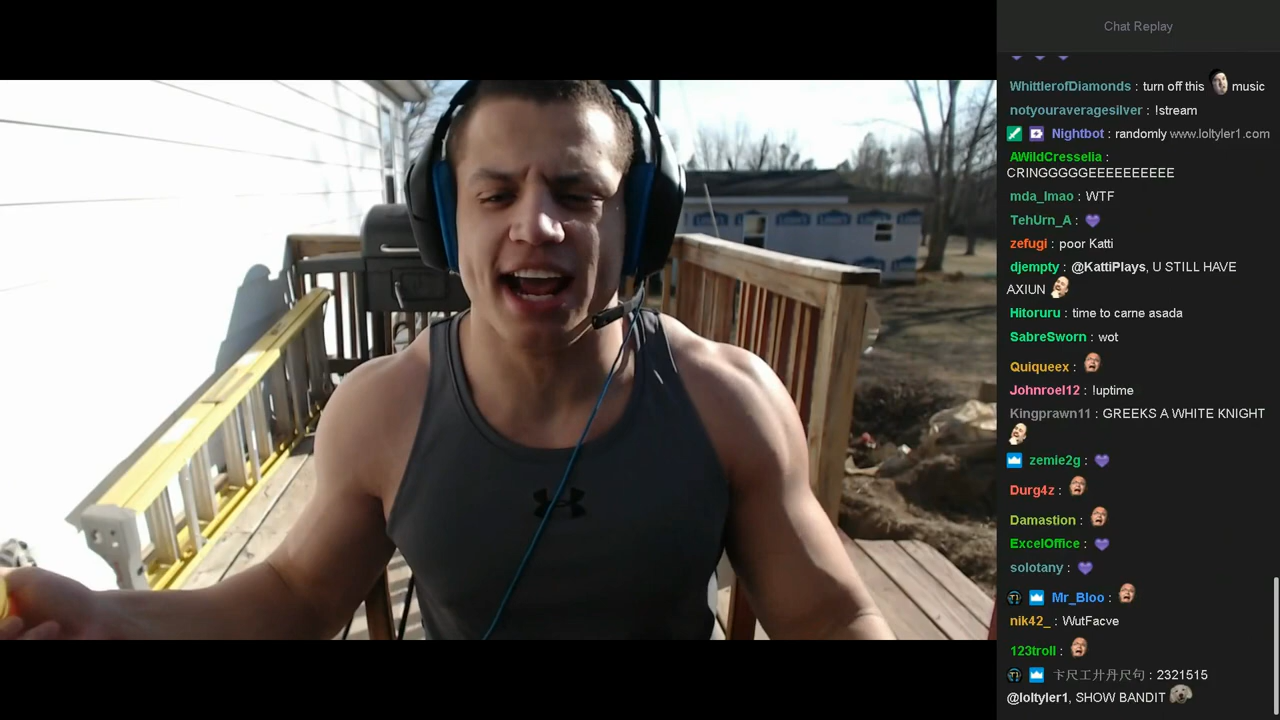 Chat Replay
WhittlerofDiamonds : turn off this music
notyouraveragesilver : !stream
Nightbot : randomly www.loltyler1.com
AWildCresselia :
CRINGGGGGEEEEEEEEEE
mda_lmao : WTF
TehUrn_A :
zefugi : poor Katti
djempty : @KattiPlays, U STILL HAVE
AXIUN
Hitoruru : time to carne asada
SabreSworn : wot
Quiqueex :
Johnroel12 : !uptime
Kingprawn11 : GREEKS A WHITE KNIGHT
zemie2g :
Durg4z :
Damastion :
ExcelOffice :
solotany :
Mr_Bloo :
nik42_ : WutFacve
123troll :
卞尺工廾丹尺句 : 2321515
@loltyler1, SHOW BANDIT